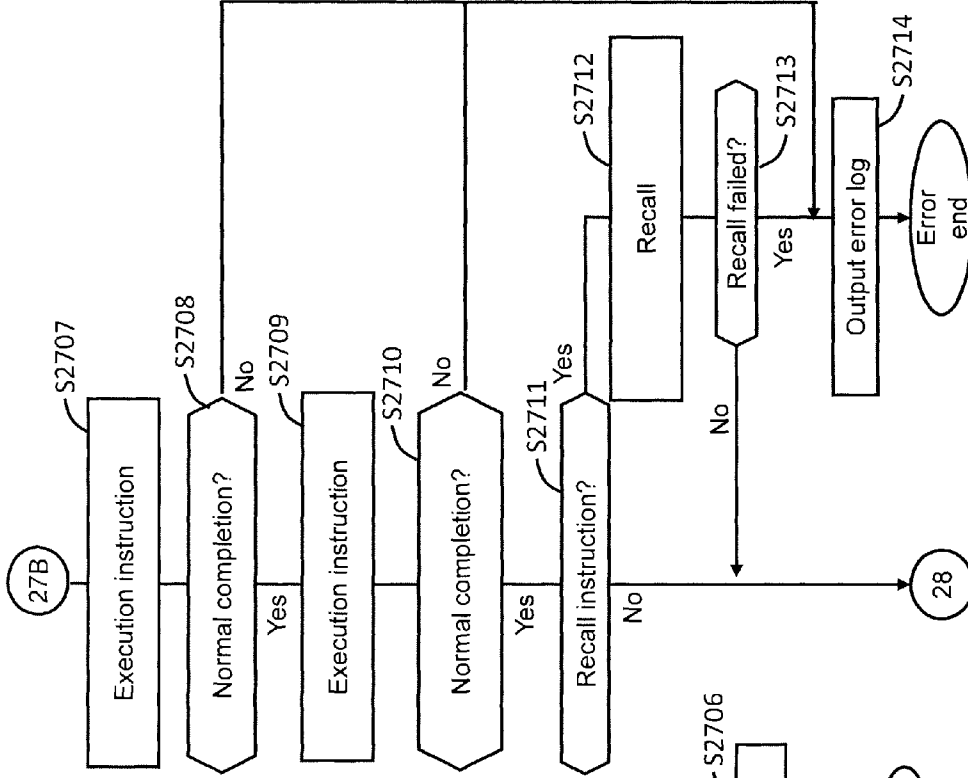 27B
S2707
Execution instruction
S2708
Normal completion?
No
Yes
S2709
Execution instruction
S2710
Normal completion?
No
Yes
S2711
Recall instruction?
Yes
No
S2712
Recall
S2713
Recall failed?
No
Yes
S2714
Output error log
Error
end
28
S2706